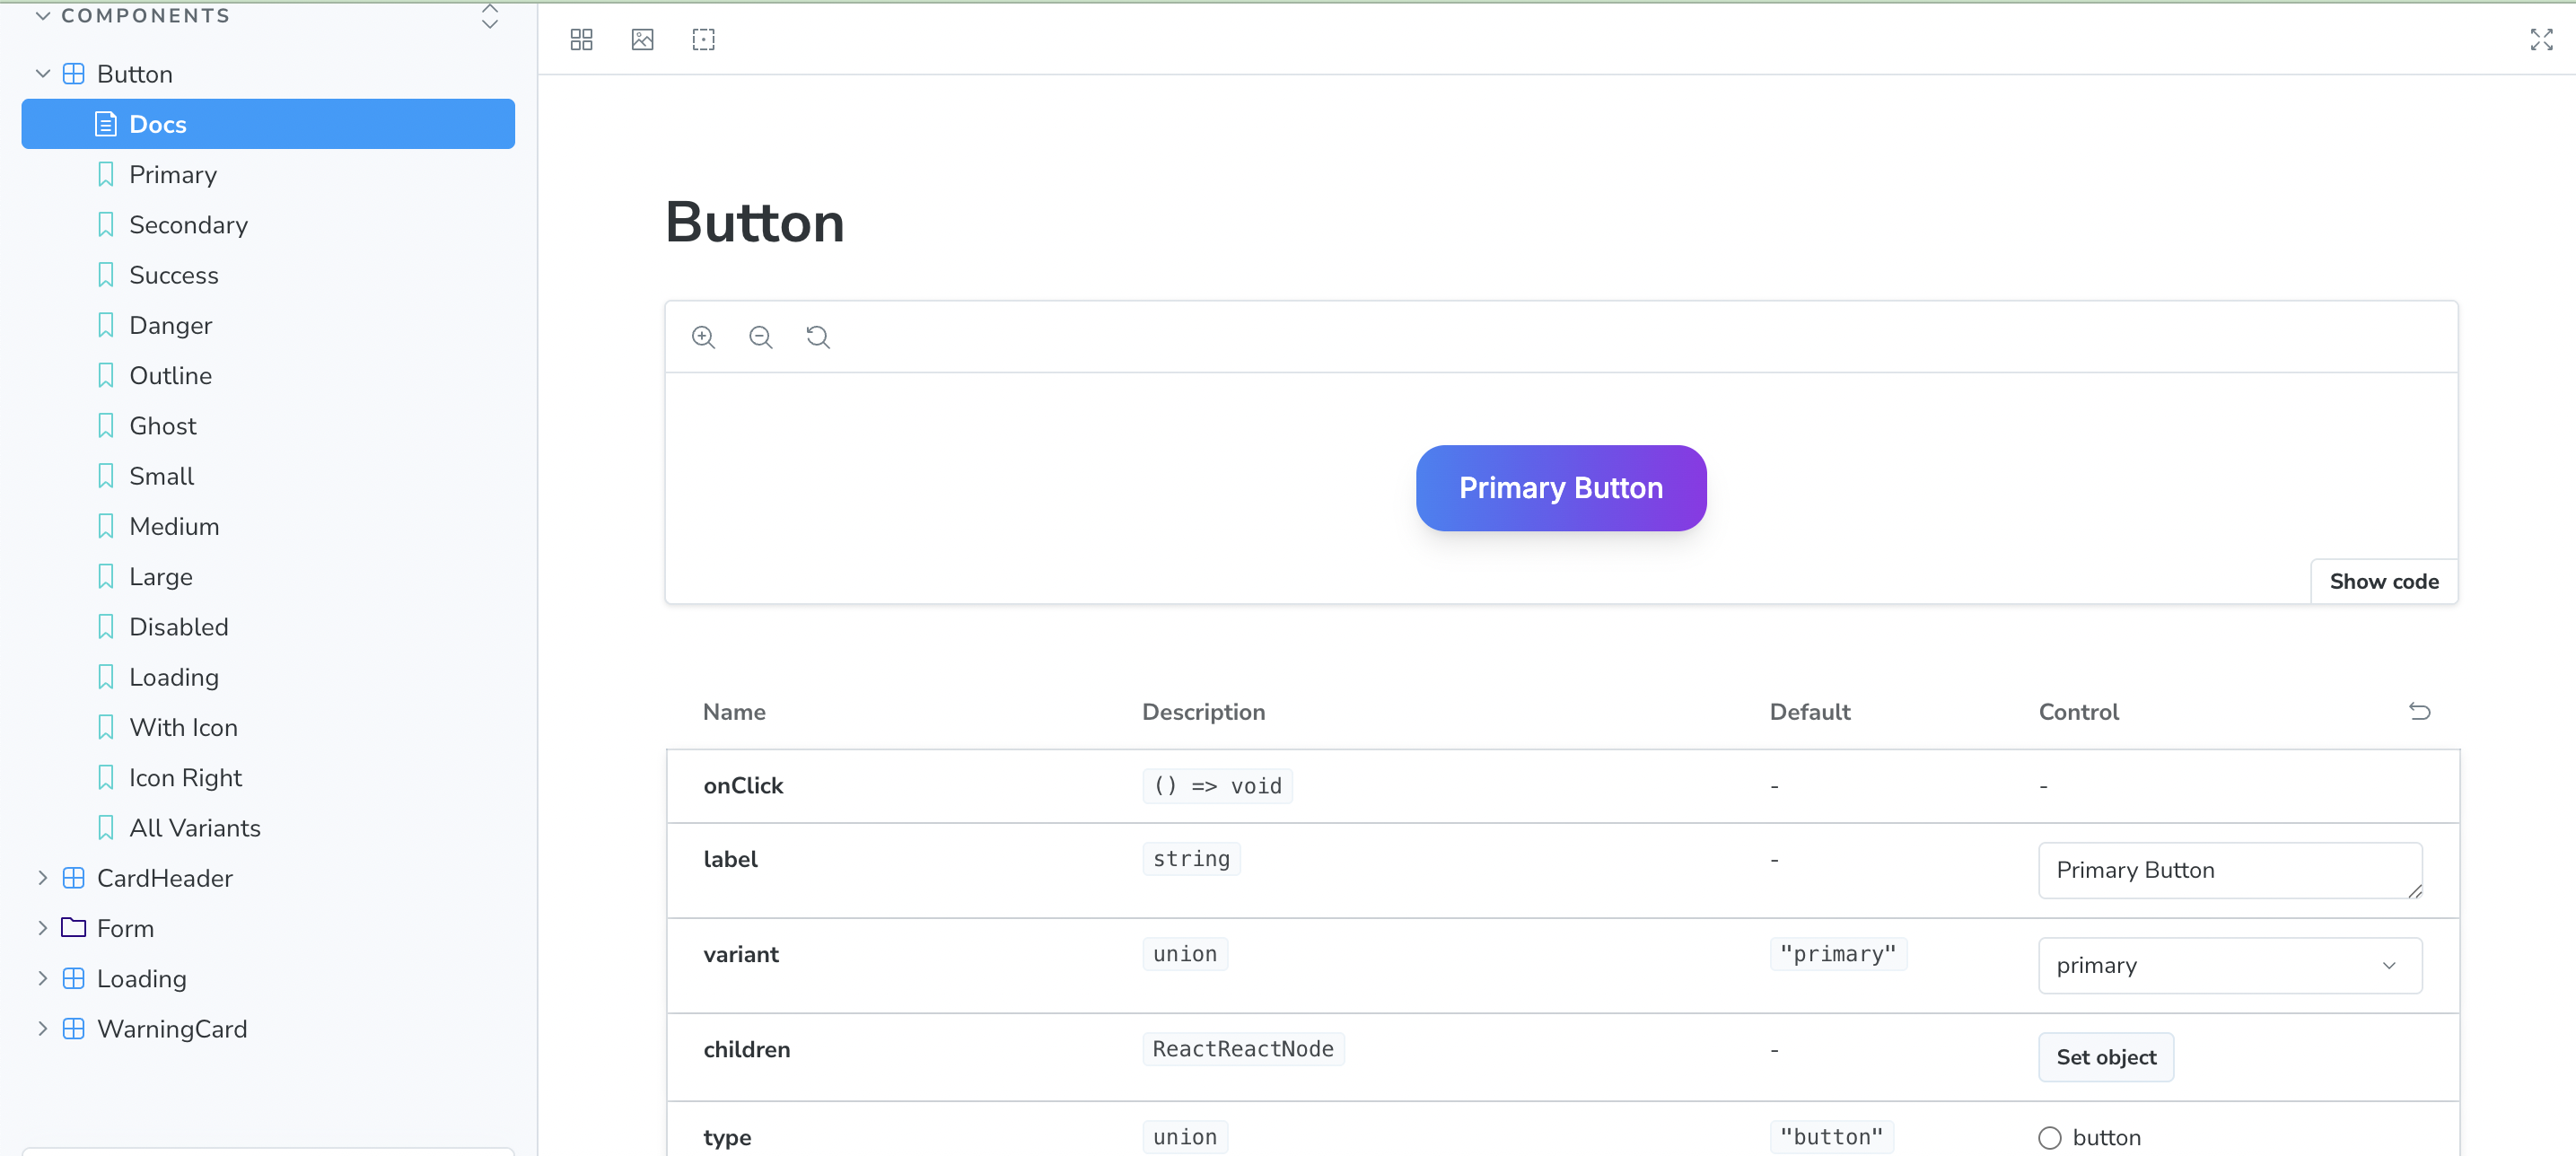 COMPONENTS
Button
Docs
Primary
Secondary
Success
Danger
Outline
Ghost
Small
Medium
Large
Disabled
Loading
With Icon
Icon Right
All Variants
CardHeader
Form
Loading
WarningCard
Button
Primary Button
Show code
Name Description Default Control
onClick () => void - -
label string - Primary Button
variant union "primary" primary
children ReactReactNode - Set object
type union "button" button